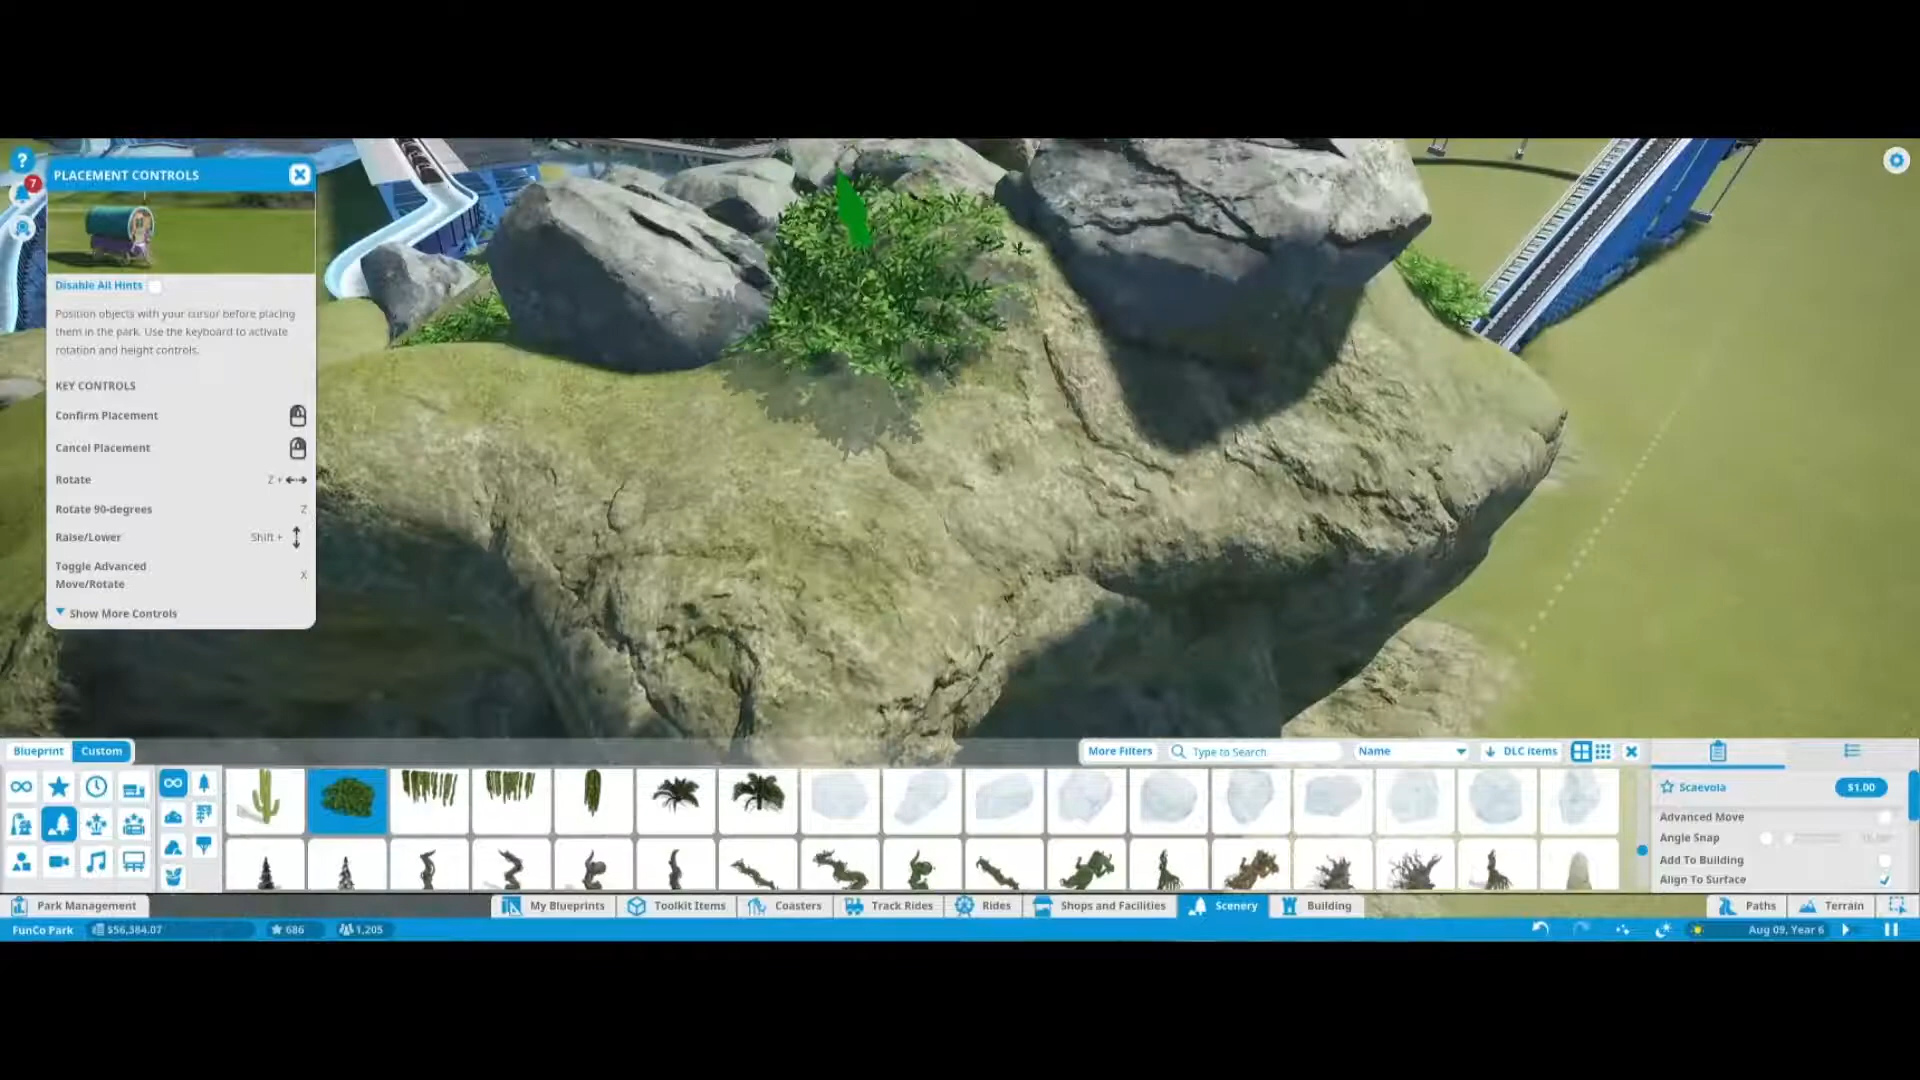 ?
7
PLACEMENT CONTROLS
Disable All Hints
Position objects with your cursor before placing
them in the park. Use the keyboard to activate
rotation and height controls.
KEY CONTROLS
Confirm Placement
Cancel Placement
Rotate Z +
Rotate 90-degrees Z
Raise/Lower Shift +
Toggle Advanced
Move/Rotate X
Show More Controls
Blueprint Custom More Filters Type to Search Name DLC Items
Scaevola $1.00
Advanced Move
Angle Snap
Add To Building
Align To Surface
Park Management My Blueprints Toolkit Items Coasters Track Rides Rides Shops and Facilities Scenery Building Paths Terrain
FunCo Park $56,384.07 686 1,205 Aug 09, Year 6